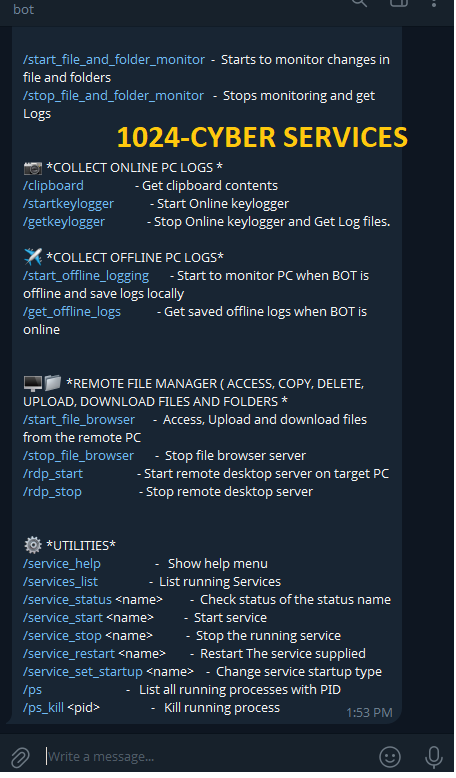 bot
/start_file_and_folder_monitor - Starts to monitor changes in
file and folders
/stop_file_and_folder_monitor - Stops monitoring and get
Logs
1024-CYBER SERVICES
*COLLECT ONLINE PC LOGS *
/clipboard - Get clipboard contents
/startkeylogger - Start Online keylogger
/getkeylogger - Stop Online keylogger and Get Log files.
*COLLECT OFFLINE PC LOGS*
/start_offline_logging - Start to monitor PC when BOT is
offline and save logs locally
/get_offline_logs - Get saved offline logs when BOT is
online
*REMOTE FILE MANAGER ( ACCESS, COPY, DELETE,
UPLOAD, DOWNLOAD FILES AND FOLDERS *
/start_file_browser - Access, Upload and download files
from the remote PC
/stop_file_browser - Stop file browser server
/rdp_start - Start remote desktop server on target PC
/rdp_stop - Stop remote desktop server
*UTILITIES*
/service_help - Show help menu
/services_list - List running Services
/service_status <name> - Check status of the status name
/service_start <name> - Start service
/service_stop <name> - Stop the running service
/service_restart <name> - Restart The service supplied
/service_set_startup <name> - Change service startup type
/ps - List all running processes with PID
/ps_kill <pid> - Kill running process
1:53 PM
Write a message...